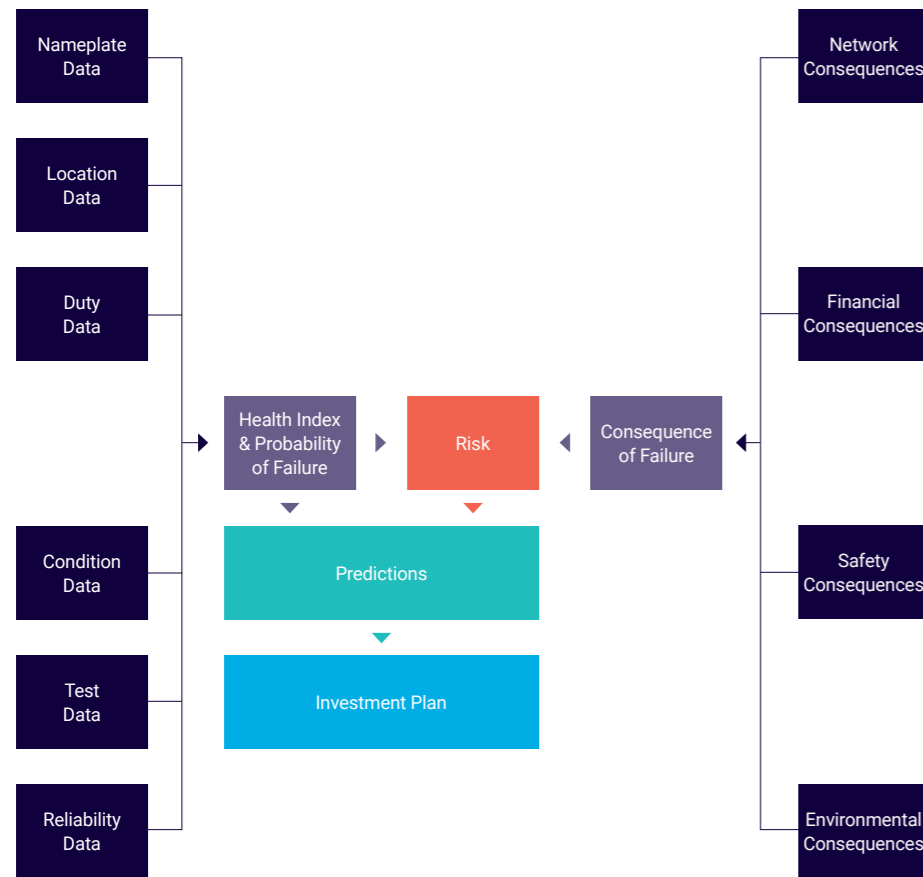 Nameplate
Data
Location
Data
Duty
Data
Condition
Data
Test
Data
Reliability
Data
Health Index
& Probability
of Failure
Risk
Consequence
of Failure
Predictions
Investment Plan
Network
Consequences
Financial
Consequences
Safety
Consequences
Environmental
Consequences